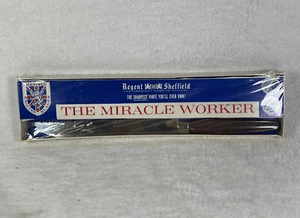 Regent Sheffield
THE SHARPEST KNIFE YOU'LL EVER OWN!
THE MIRACLE WORKER